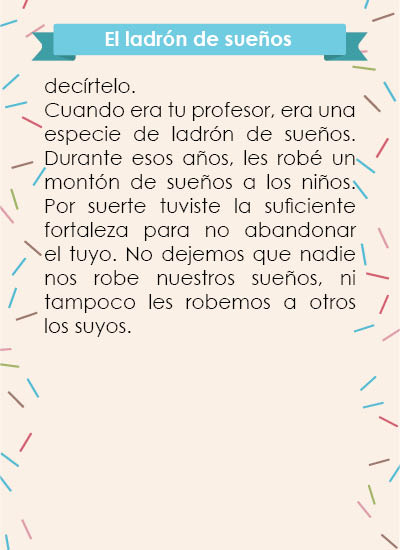 El ladrón de sueños
decírtelo.
Cuando era tu profesor, era una
especie de ladrón de sueños.
Durante esos años, les robé un
montón de sueños a los niños.
Por suerte tuviste la suficiente
fortaleza para no abandonar
el tuyo. No dejemos que nadie
nos robe nuestros sueños, ni
tampoco les robemos a otros
los suyos.